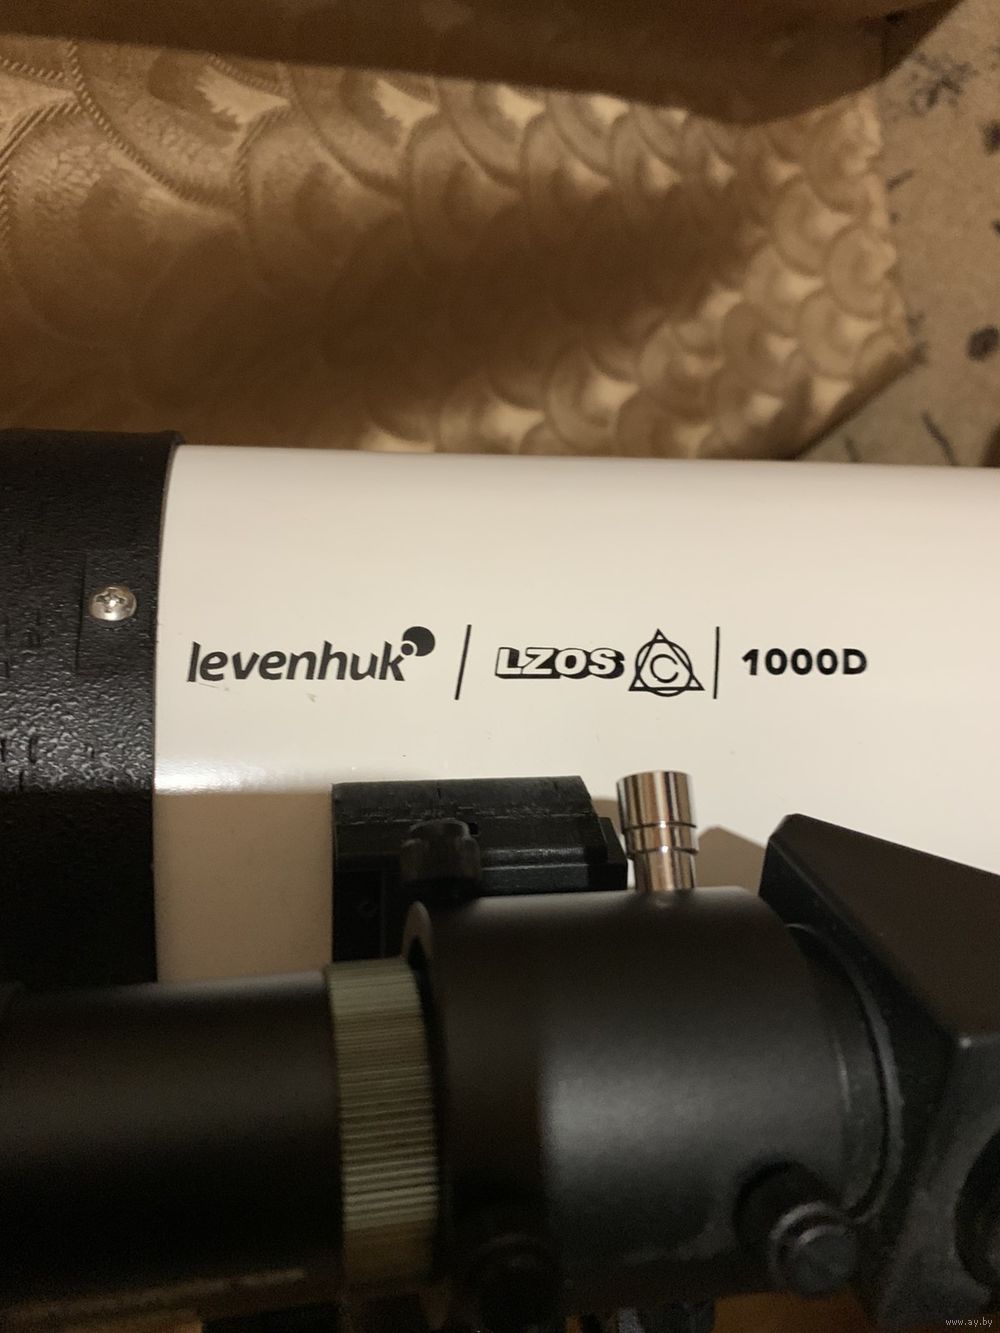 levenhuk / LZOS C | 1000D
www.ay.by